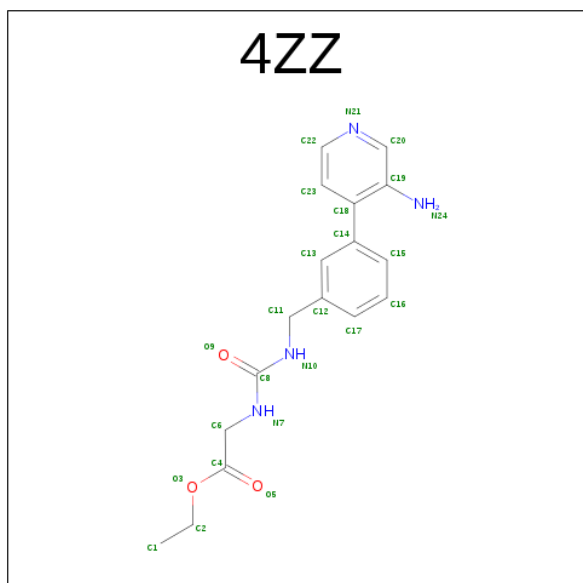 4ZZ
N21
C22 C20
C23 C19
NH₂
C18 N24
C14
C13 C15
C12 C16
C11 C17
O9 O NH
N10
C8
NH N7
C6
C4
O3 O O O5
C2
C1
N